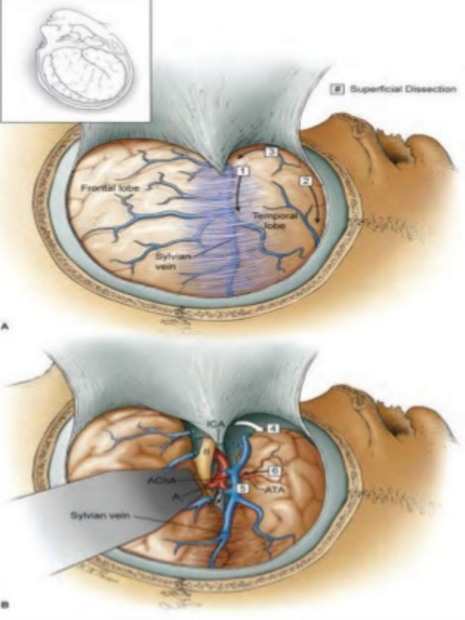 # Superficial Dissection
3
1
2
Frontal lobe
Temporal
lobe
Sylvian
vein
A
ICA
4
II
6
AChA
5
ATA
A
Sylvian vein
B